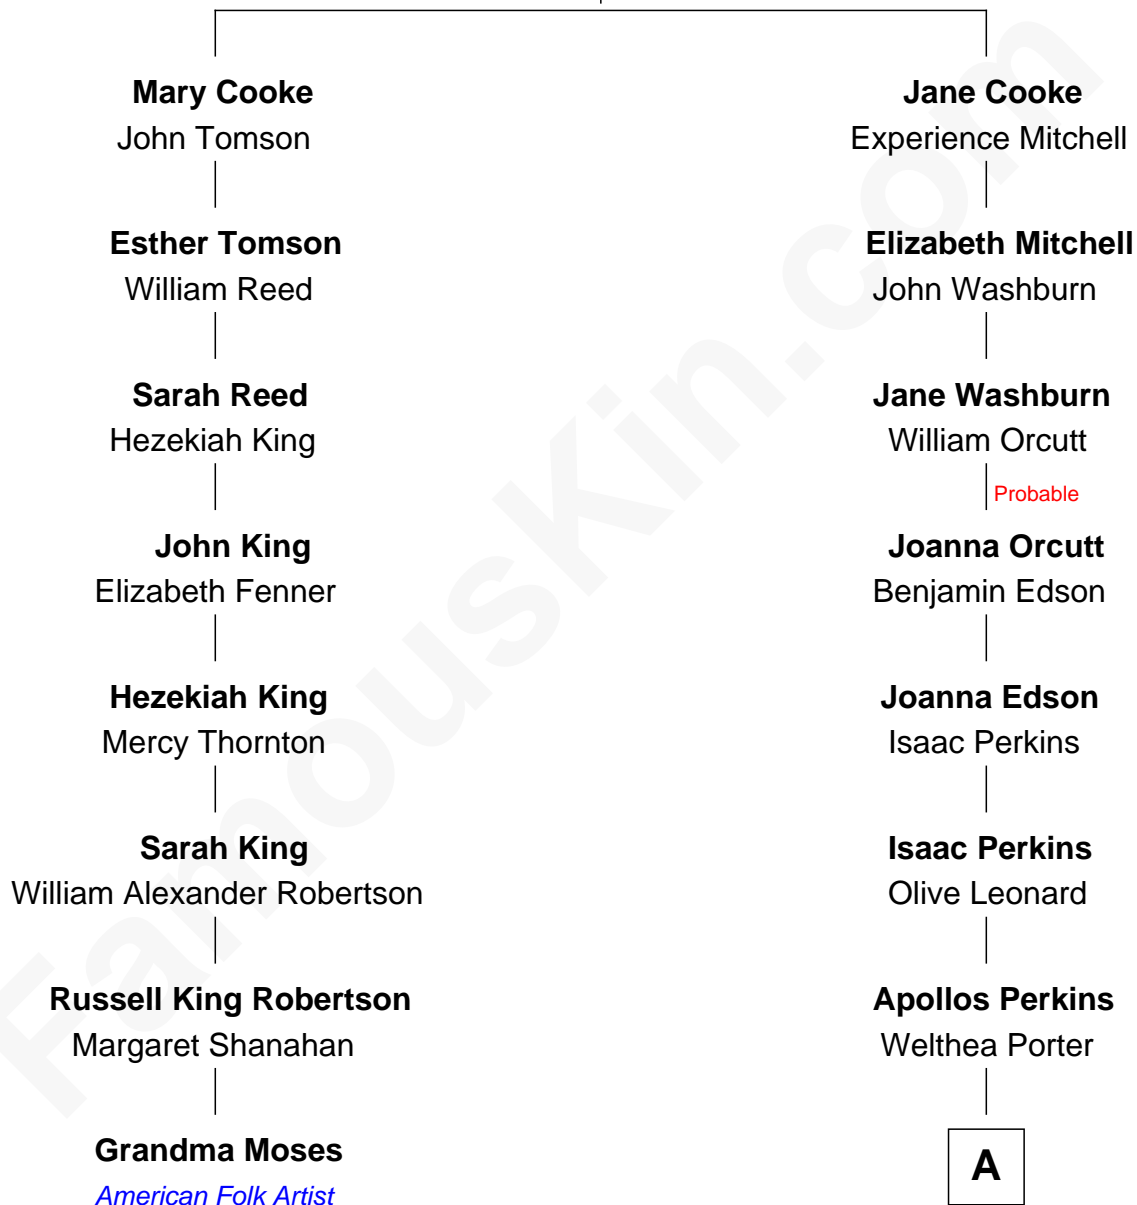 Mary Cooke
John Tomson
Jane Cooke
Experience Mitchell
Esther Tomson
William Reed
Elizabeth Mitchell
John Washburn
Sarah Reed
Hezekiah King
Jane Washburn
William Orcutt
Probable
John King
Elizabeth Fenner
Joanna Orcutt
Benjamin Edson
Hezekiah King
Mercy Thornton
Joanna Edson
Isaac Perkins
Sarah King
William Alexander Robertson
Isaac Perkins
Olive Leonard
Russell King Robertson
Margaret Shanahan
Apollos Perkins
Welthea Porter
Grandma Moses
American Folk Artist
A
FamousKin.com